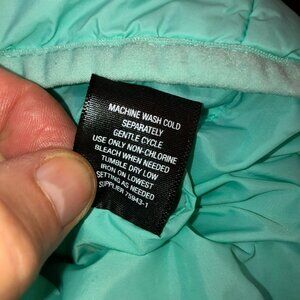 MACHINE WASH COLD
SEPARATELY
GENTLE CYCLE
USE ONLY NON-CHLORINE
BLEACH WHEN NEEDED
TUMBLE DRY LOW
IRON ON LOWEST
SETTING AS NEEDED
SUPPLIER 75943-1